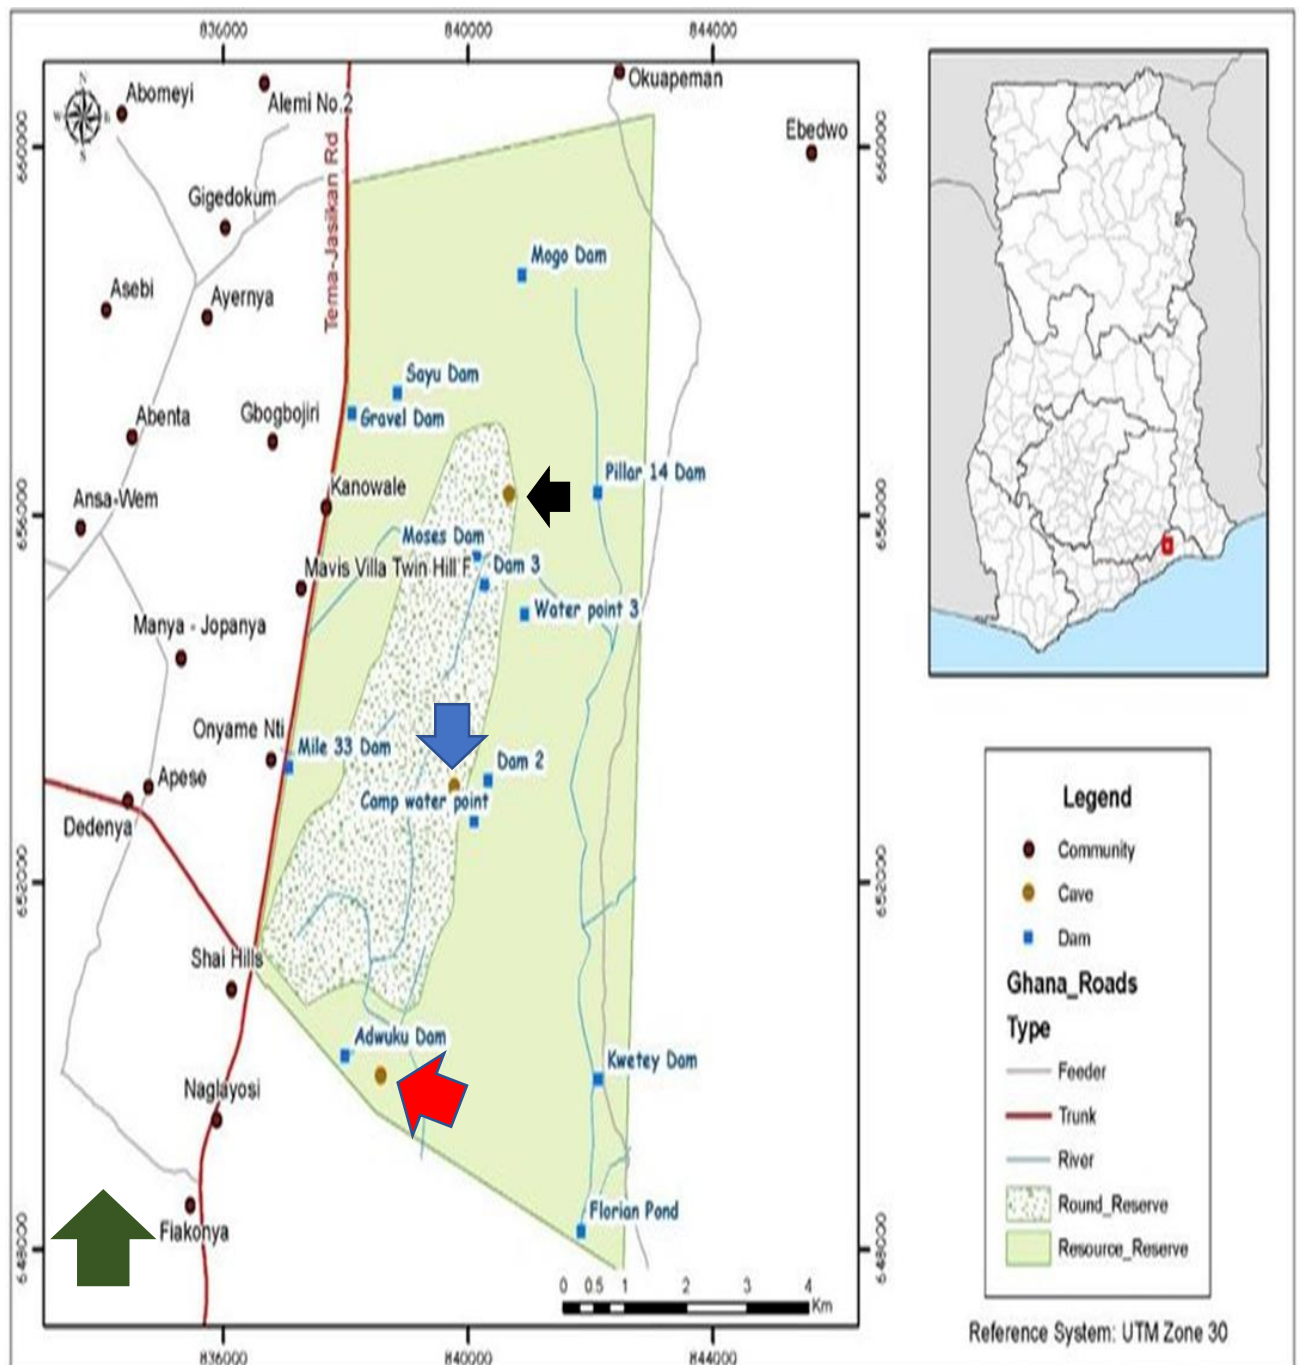 836000
840000
844000
N
W
E
S
Abomeyi
Alemi No.2
Okuapeman
Ebedwo
660000
660000
Tema-Jasikan Rd
Gigedokum
Mogo Dam
Asebi
Ayernya
Sayu Dam
Gravel Dam
Abenta
Gbogbojiri
Kanowale
Pillar 14 Dam
Ansa-Wem
656000
656000
Moses Dam
Mavis Villa Twin Hill F
Dam 3
Water point 3
Manya - Jopanya
Onyame Nti
Mile 33 Dam
Dam 2
Apese
Camp water point
Dedenya
652000
652000
Shai Hills
Adwuku Dam
Kwetey Dam
Naglayosi
Florian Pond
Fiakonya
648000
648000
0 0.5 1 2 3 4
Km
836000
840000
844000
Legend
Community
Cave
Dam
Ghana_Roads
Type
Feeder
Trunk
River
Round_Reserve
Resource_Reserve
Reference System: UTM Zone 30